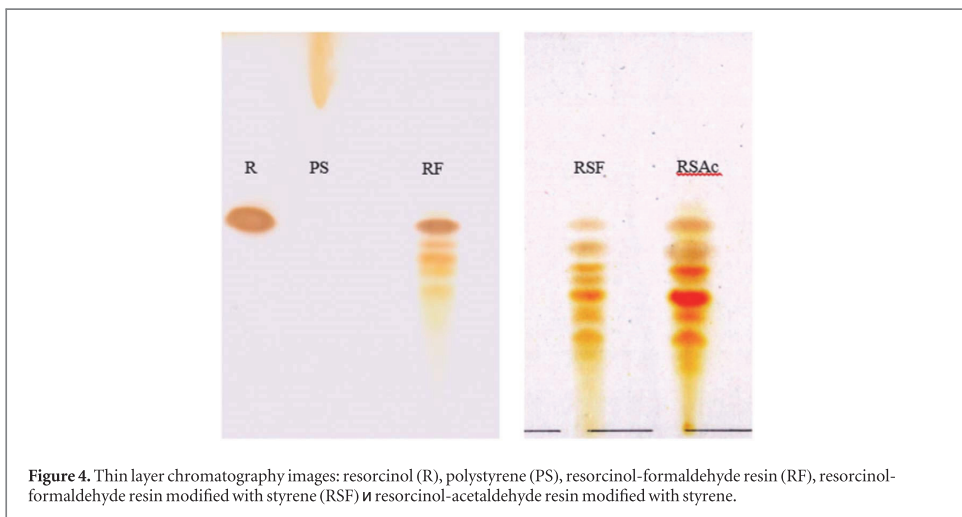 R PS RF RSF RSAc
Figure 4. Thin layer chromatography images: resorcinol (R), polystyrene (PS), resorcinol-formaldehyde resin (RF), resorcinol-
formaldehyde resin modified with styrene (RSF) и resorcinol-acetaldehyde resin modified with styrene.